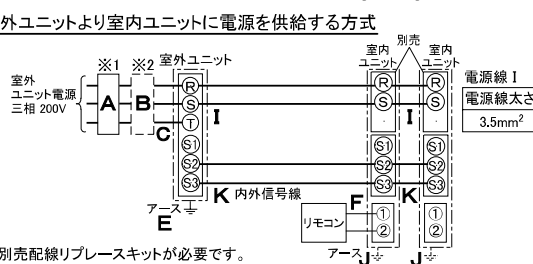 外ユニットより室内ユニットに電源を供給する方式
※1 ※2 室外ユニット
室内
ユニット
別売
室内
ユニット
室外
ユニット電源
三相 200V
A B
R
S
T
S1
S2
S3
C
I
K 内外信号線
アース
E
R
S
S1
S2
S3
I
K
R
S
S1
S2
S3
F
リモコン
①
②
①
②
アース J
J
電源線 I
電源線太さ
3.5mm²
別売配線リプレースキットが必要です。